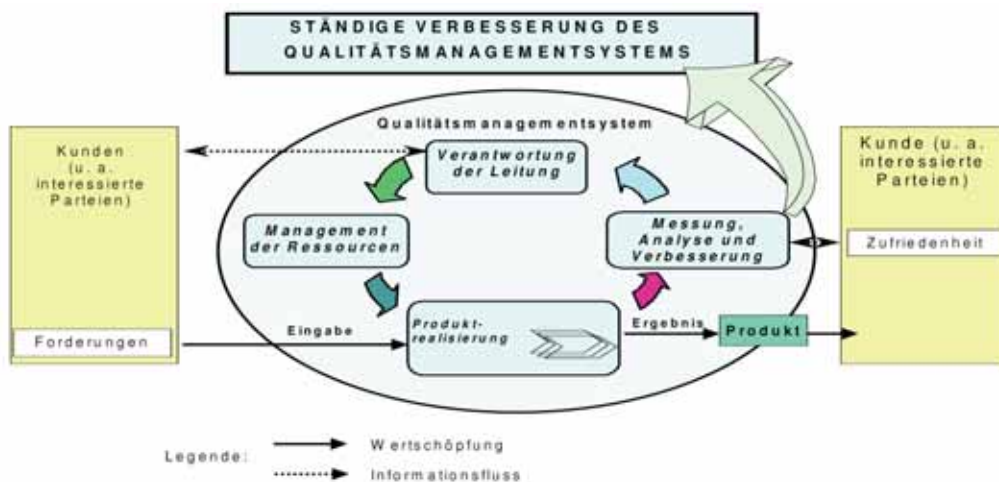 STÄNDIGE VERBESSERUNG DES
QUALITÄTSMANAGEMENTSYSTEMS
Qualitätsmanagementsystem
Kunden
(u. a.
interessierte
Parteien)
Verantwortung
der Leitung
Kunde (u. a.
interessierte
Parteien)
Management
der Ressourcen
Messung,
Analyse und
Verbesserung
Zufriedenheit
Forderungen
Eingabe
Produkt-
realisierung
Ergebnis
Produkt
Legende:
Wertschöpfung
Informationsfluss